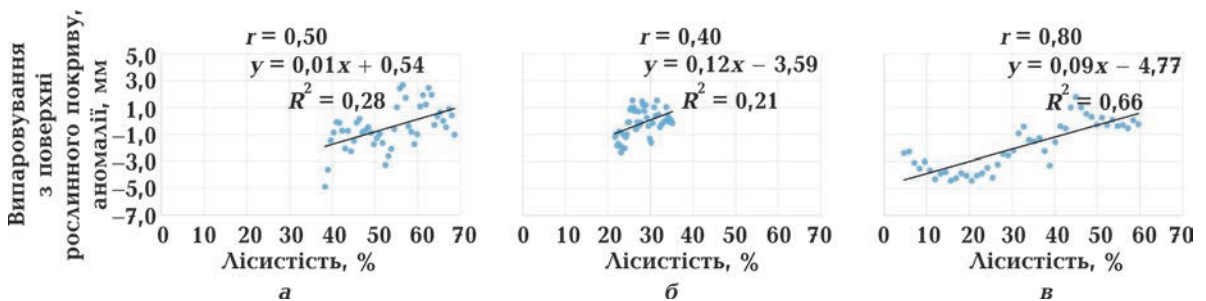 Випаровування
з поверхні
рослинного покриву,
аномалії, мм
5,0
3,0
1,0
−1,0
−3,0
−5,0
−7,0
r = 0,50
y = 0,01x + 0,54
R² = 0,28
0 10 20 30 40 50 60 70
Лісистість, %
а
r = 0,40
y = 0,12x − 3,59
R² = 0,21
0 10 20 30 40 50 60 70
Лісистість, %
б
r = 0,80
y = 0,09x − 4,77
R² = 0,66
0 10 20 30 40 50 60 70
Лісистість, %
в